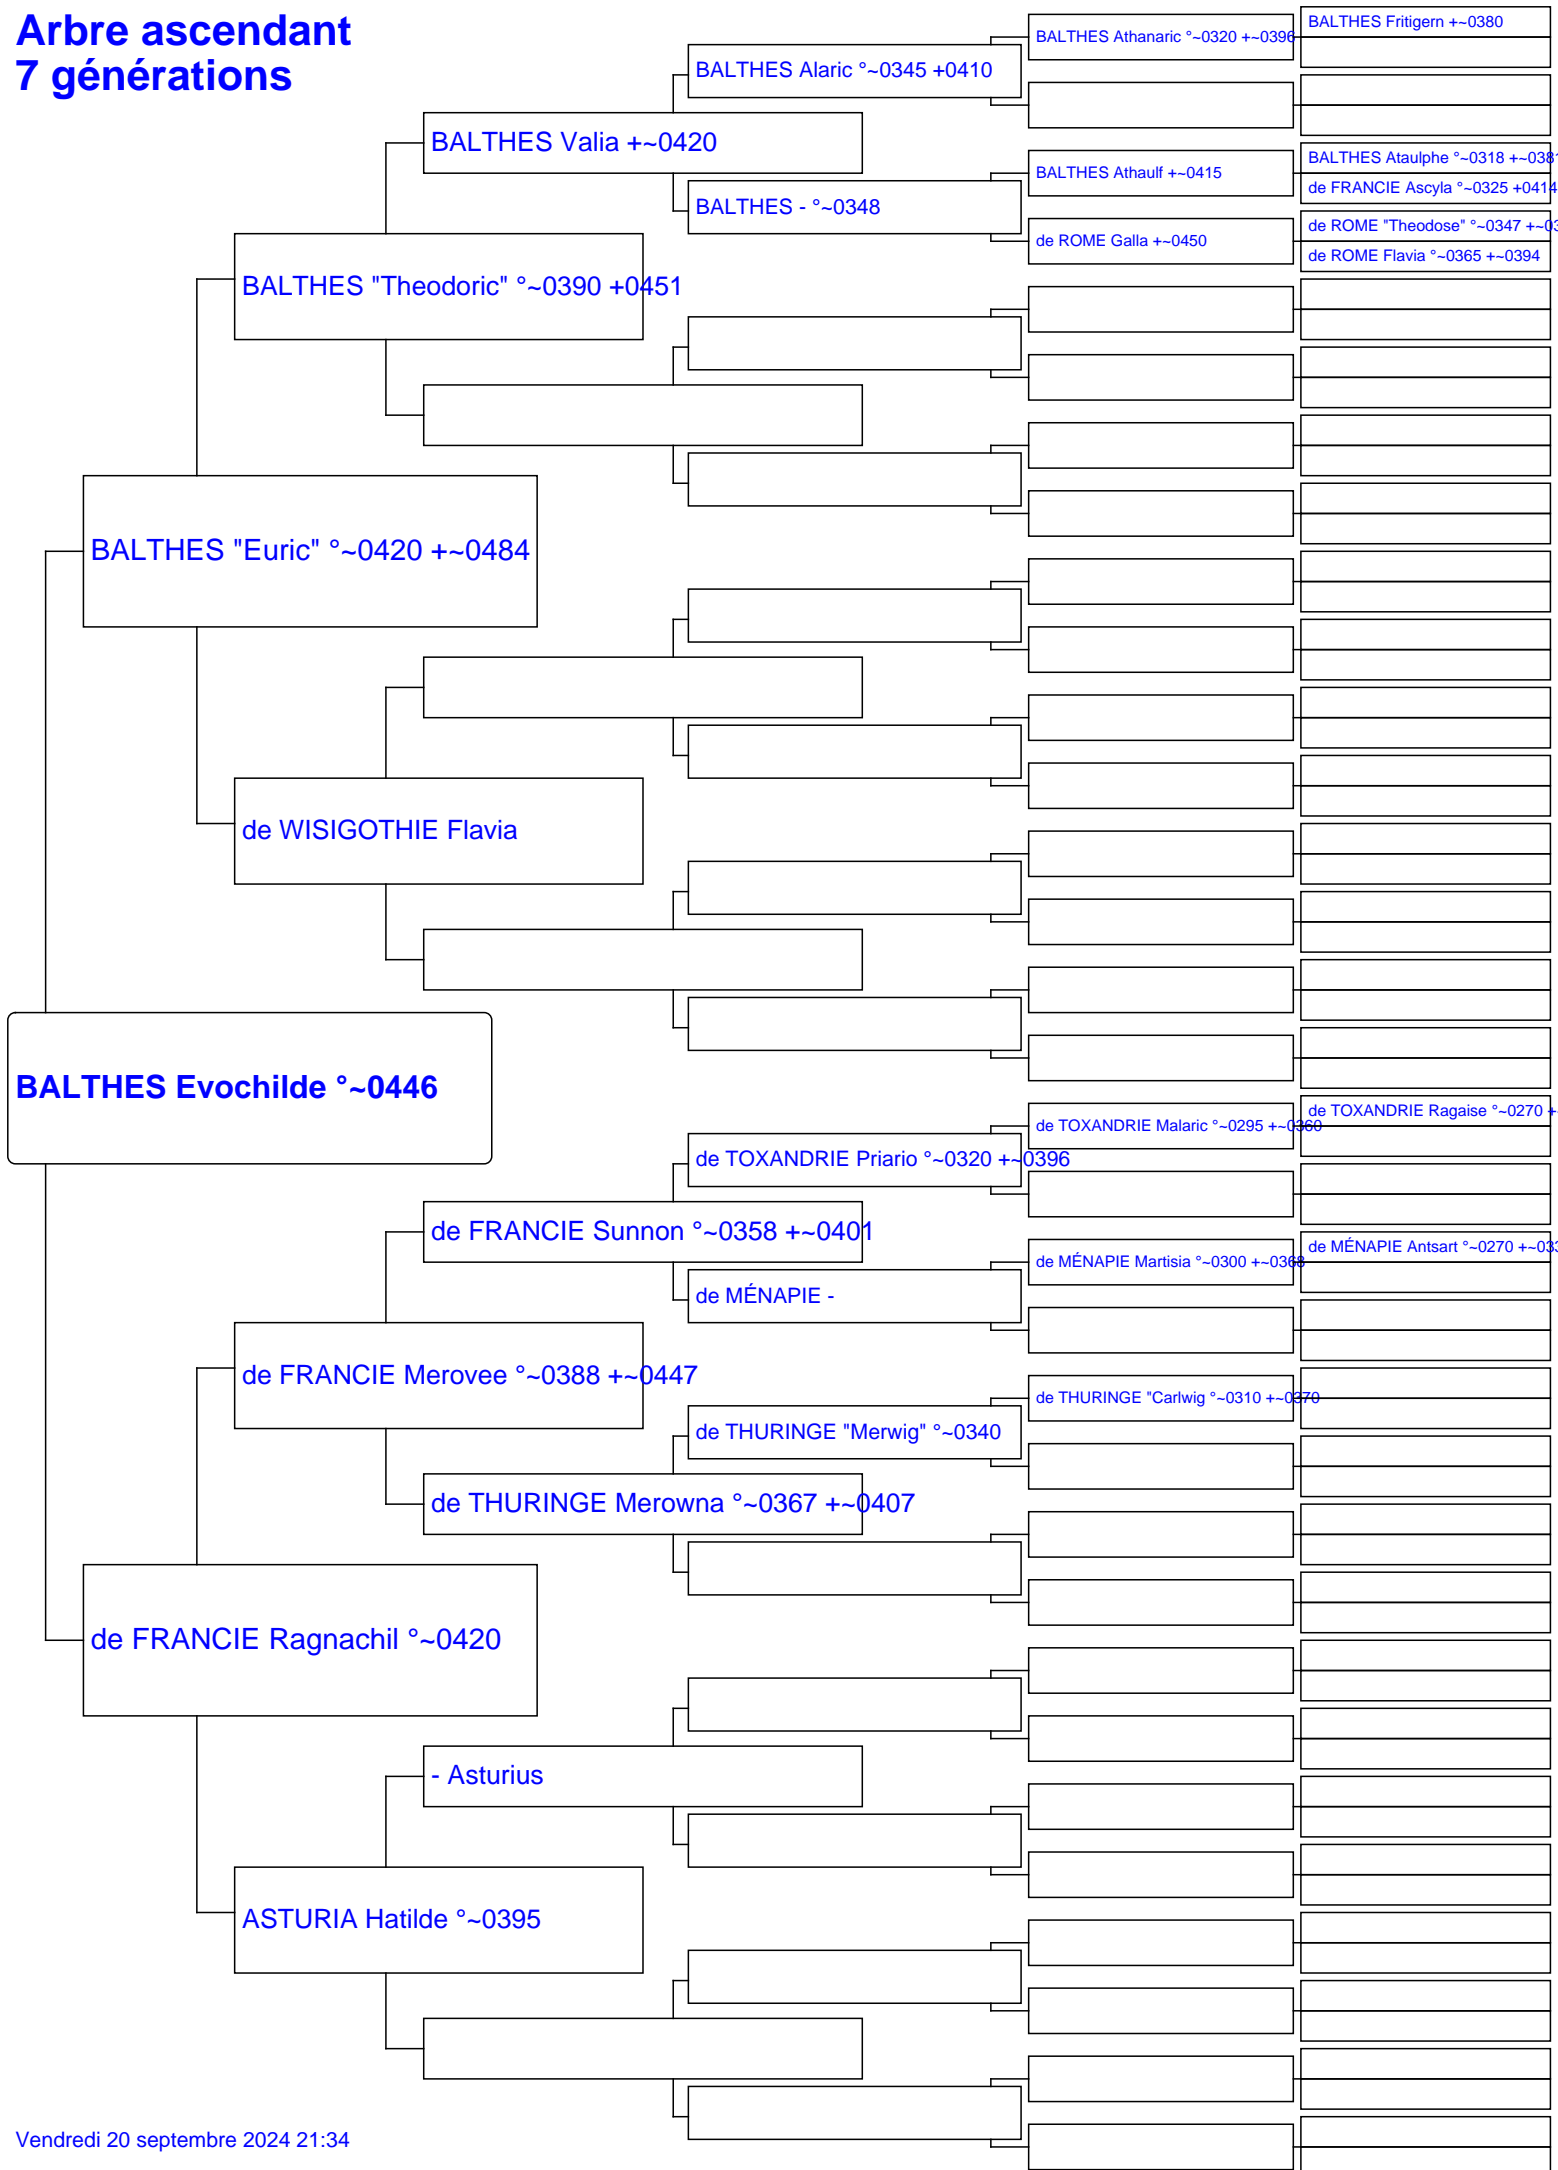 Arbre ascendant
7 générations
BALTHES Fritigern +~0380
BALTHES Athanaric °~0320 +~0396
BALTHES Alaric °~0345 +0410
BALTHES Valia +~0420
BALTHES Ataulphe °~0318 +~0381
BALTHES Athaulf +~0415
de FRANCIE Ascyla °~0325 +0414
BALTHES - °~0348
de ROME "Theodose" °~0347 +~03
de ROME Galla +~0450
de ROME Flavia °~0365 +~0394
BALTHES "Theodoric" °~0390 +0451
BALTHES "Euric" °~0420 +~0484
de WISIGOTHIE Flavia
BALTHES Evochilde °~0446
de TOXANDRIE Ragaise °~0270 +
de TOXANDRIE Malaric °~0295 +~0360
de TOXANDRIE Priario °~0320 +~0396
de FRANCIE Sunnon °~0358 +~0401
de MÉNAPIE Antsart °~0270 +~033
de MÉNAPIE Martisia °~0300 +~0368
de MÉNAPIE -
de FRANCIE Merovee °~0388 +~0447
de THURINGE "Carlwig °~0310 +~0370
de THURINGE "Merwig" °~0340
de THURINGE Merowna °~0367 +~0407
de FRANCIE Ragnachil °~0420
- Asturius
ASTURIA Hatilde °~0395
Vendredi 20 septembre 2024 21:34